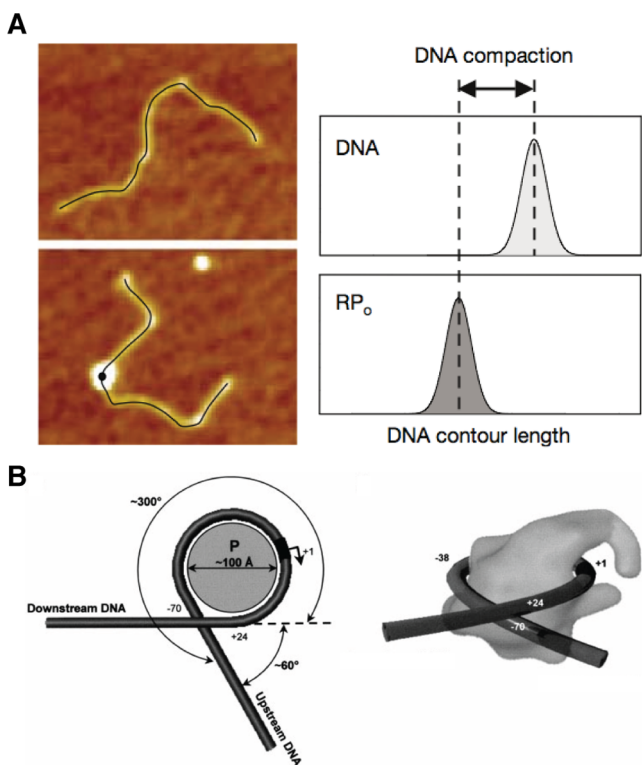 A
DNA compaction
DNA
RPo
DNA contour length
B
~300°
P
~100 Å
+1
Downstream DNA
-70
+24
~60°
Upstream DNA
-38
+1
+24
-70